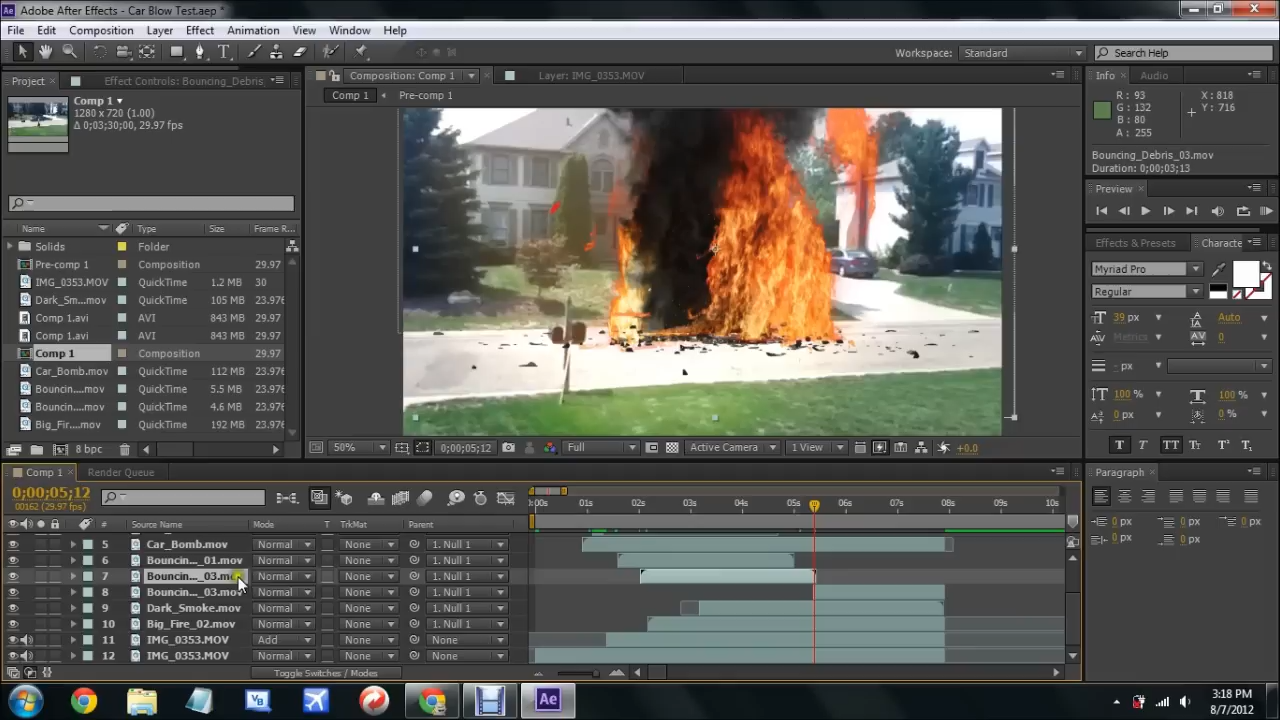 Adobe After Effects - Car Blow Test.aep *
File Edit Composition Layer Effect Animation View Window Help
Workspace: Standard Search Help
Project Effect Controls: Bouncing_Debris_ Composition: Comp 1 Layer: IMG_0353.MOV Info Audio
Comp 1 Pre-comp 1
Comp 1
1280 x 720 (1.00)
Δ 0;03;30;00, 29.97 fps
R : 93 X : 818
G : 132 Y : 716
B : 80
A : 255
Bouncing_Debris_03.mov
Duration: 0;00;3;13
Preview
Name Type Size Frame R...
Solids Folder
Pre-comp 1 Composition 29.97
IMG_0353.MOV QuickTime 1.2 MB 30
Dark_Sm...mov QuickTime 105 MB 23.976
Comp 1.avi AVI 843 MB 29.97
Comp 1.avi AVI 843 MB 29.97
Comp 1 Composition 29.97
Car_Bomb.mov QuickTime 112 MB 29.97
Bouncin....mov QuickTime 5.5 MB 23.976
Bouncin....mov QuickTime 4.6 MB 23.976
Big_Fir....mov QuickTime 192 MB 23.976
8 bpc
50% 0;00;05;12 Full Active Camera 1 View +0.0
Effects & Presets Characte
Myriad Pro
Regular
39 px Auto
Metrics 0
- px
100 % 100 %
0 px 0 %
T T TT Tr T¹ T₁
Paragraph
0 px 0 px 0 px
0 px 0 px
Comp 1 Render Queue
0;00;05;12
00162 (29.97 fps)
:00s 01s 02s 03s 04s 05s 06s 07s 08s 09s 10s
# Source Name Mode T TrkMat Parent
5 Car_Bomb.mov Normal None 1. Null 1
6 Bouncin..._01.mov Normal None 1. Null 1
7 Bouncin..._03.mov Normal None 1. Null 1
8 Bouncin..._03.mov Normal None 1. Null 1
9 Dark_Smoke.mov Normal None 1. Null 1
10 Big_Fire_02.mov Normal None 1. Null 1
11 IMG_0353.MOV Add None None
12 IMG_0353.MOV Normal None None
Toggle Switches / Modes
VB Ae
3:18 PM
8/7/2012